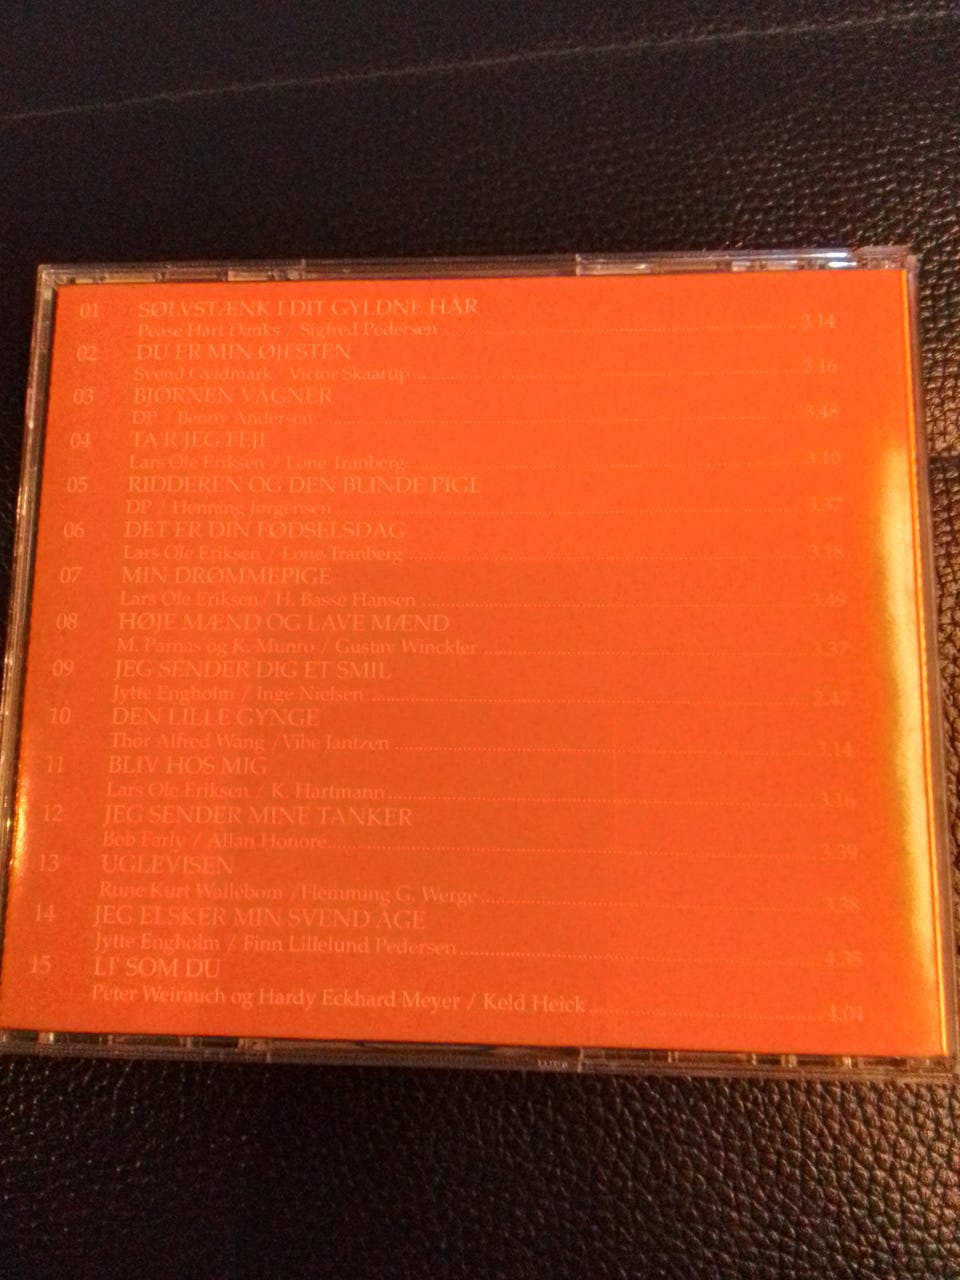 01 SØLVSTÆNK I DIT GYLDNE HÅR
Pease Hart Danks / Sigfred Pedersen 3.14
02 DU ER MIN ØJESTEN
Svend Gyldmark/ Victor Skaarup 3.16
03 BJØRNEN VÅGNER
DP / Benny Andersen 3.48
04 TA'R JEG FEJL
Lars Ole Eriksen / Lone Tranberg 3.10
05 RIDDEREN OG DEN BLINDE PIGE
DP / Henning Jørgensen 3.37
06 DET ER DIN FØDSELSDAG
Lars Ole Eriksen / Lone Tranberg 3.18
07 MIN DRØMMEPIGE
Lars Ole Eriksen/ H. Basse Hansen 3.49
08 HØJE MÆND OG LAVE MÆND
M. Parnas og K. Munro / Gustav Winckler 3.37
09 JEG SENDER DIG ET SMIL
Jytte Engholm / Inge Nielsen 2.47
10 DEN LILLE GYNGE
Thor Alfred Wang /Vibe Jantzen 3.14
11 BLIV HOS MIG
Lars Ole Eriksen / K. Hartmann 3.16
12 JEG SENDER MINE TANKER
Bob Farly / Allan Honore 3.39
13 UGLEVISEN
Rune Kurt Wallebom /Hemming G. Werge 3.38
14 JEG ELSKER MIN SVEND ÅGE
Jytte Engholm / Finn Lillelund Pedersen 4.35
15 LI' SOM DU
Peter Weirauch og Hardy Eckhard Meyer / Keld Heick 4.04